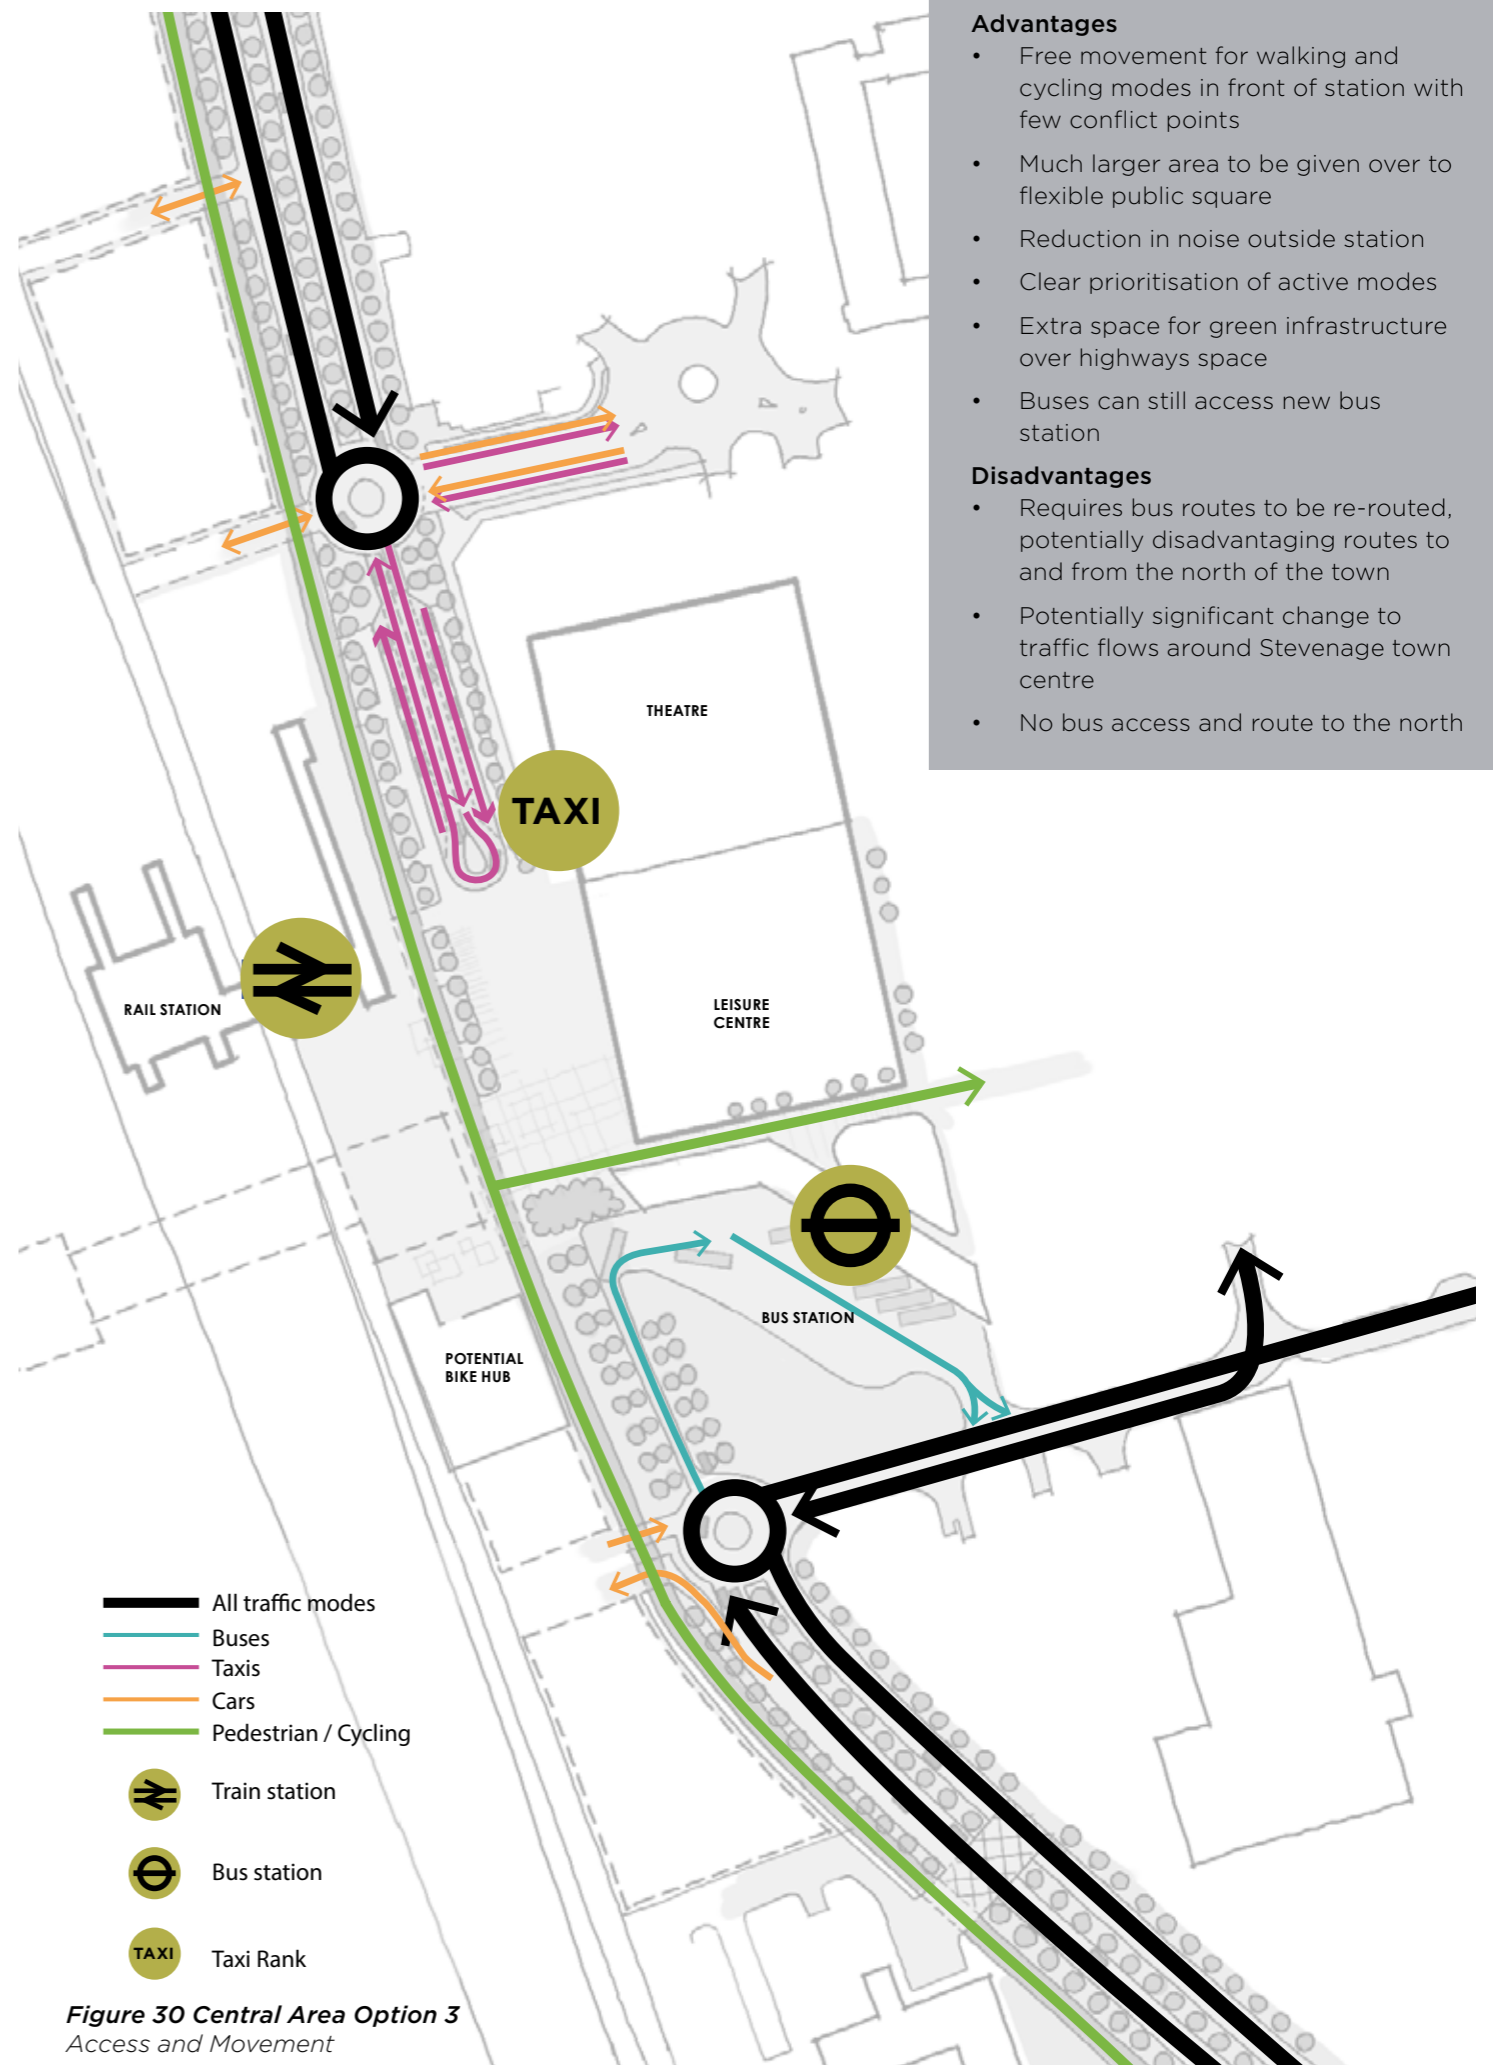 Advantages
• Free movement for walking and
cycling modes in front of station with
few conflict points
• Much larger area to be given over to
flexible public square
• Reduction in noise outside station
• Clear prioritisation of active modes
• Extra space for green infrastructure
over highways space
• Buses can still access new bus
station
Disadvantages
• Requires bus routes to be re-routed,
potentially disadvantaging routes to
and from the north of the town
• Potentially significant change to
traffic flows around Stevenage town
centre
• No bus access and route to the north
THEATRE
TAXI
RAIL STATION
LEISURE
CENTRE
BUS STATION
POTENTIAL
BIKE HUB
All traffic modes
Buses
Taxis
Cars
Pedestrian / Cycling
Train station
Bus station
TAXI
Taxi Rank
Figure 30 Central Area Option 3
Access and Movement